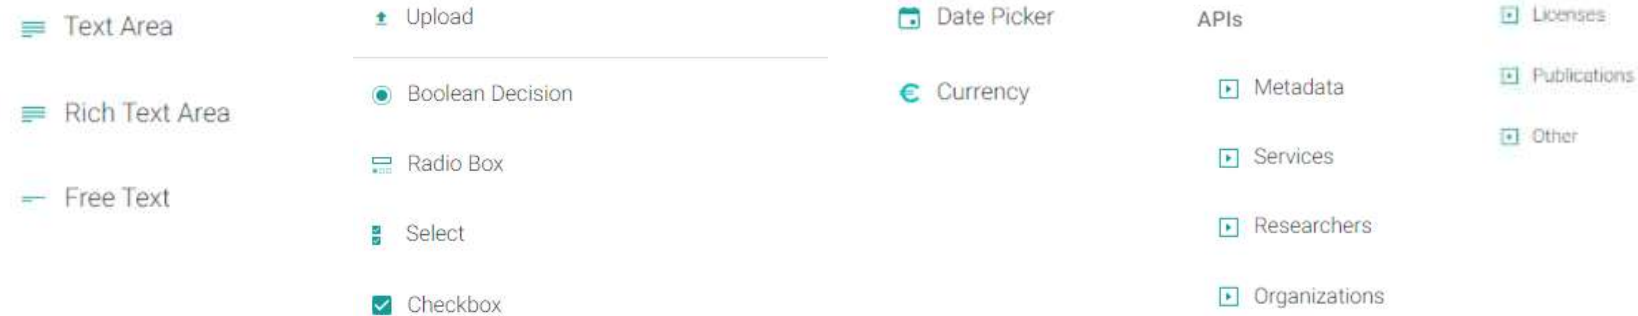 Text Area
Rich Text Area
Free Text
Upload
Boolean Decision
Radio Box
Select
Checkbox
Date Picker
Currency
APIs
Metadata
Services
Researchers
Organizations
Licenses
Publications
Other